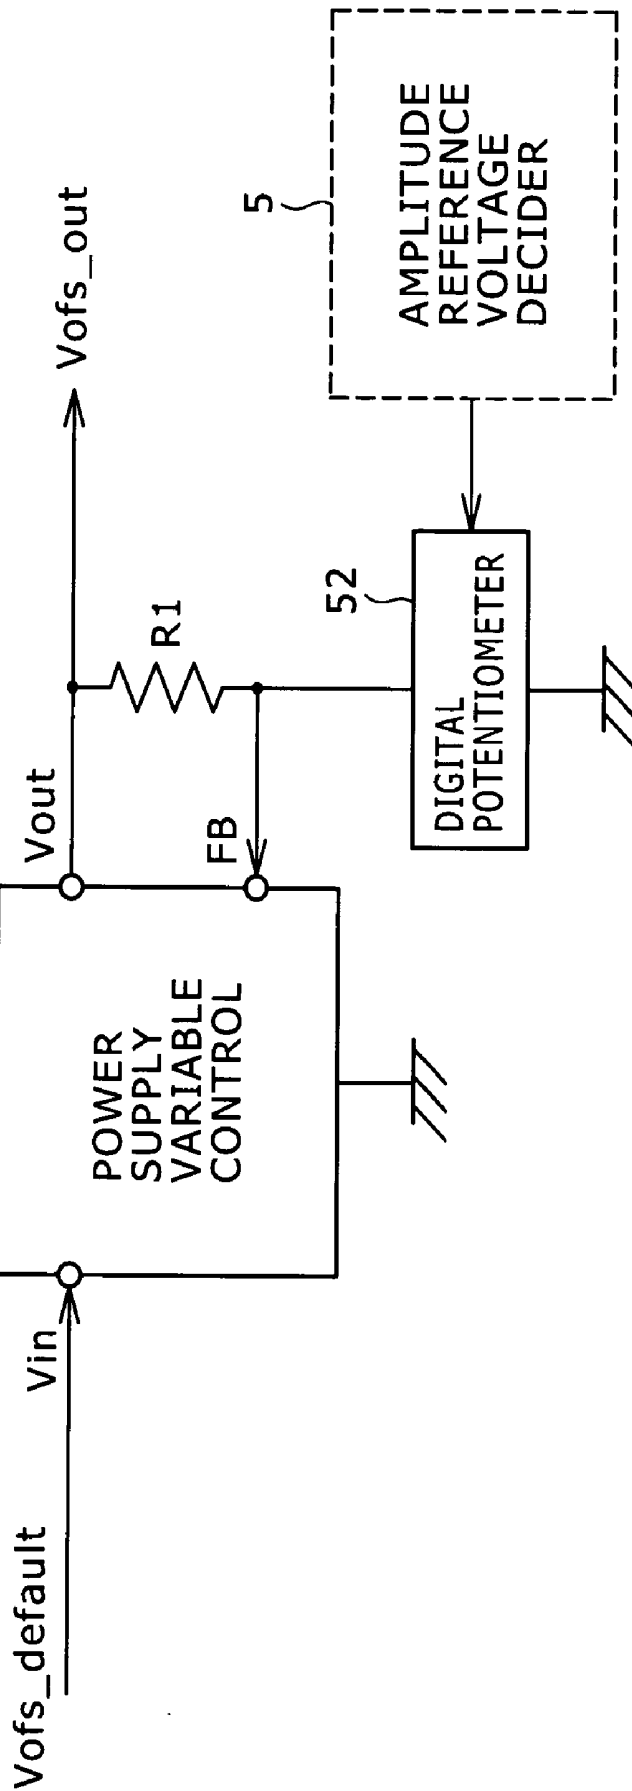 Vofs_default
Vin
POWER
SUPPLY
VARIABLE
CONTROL
Vout
FB
R1
Vofs_out
52
DIGITAL
POTENTIOMETER
5
AMPLITUDE
REFERENCE
VOLTAGE
DECIDER